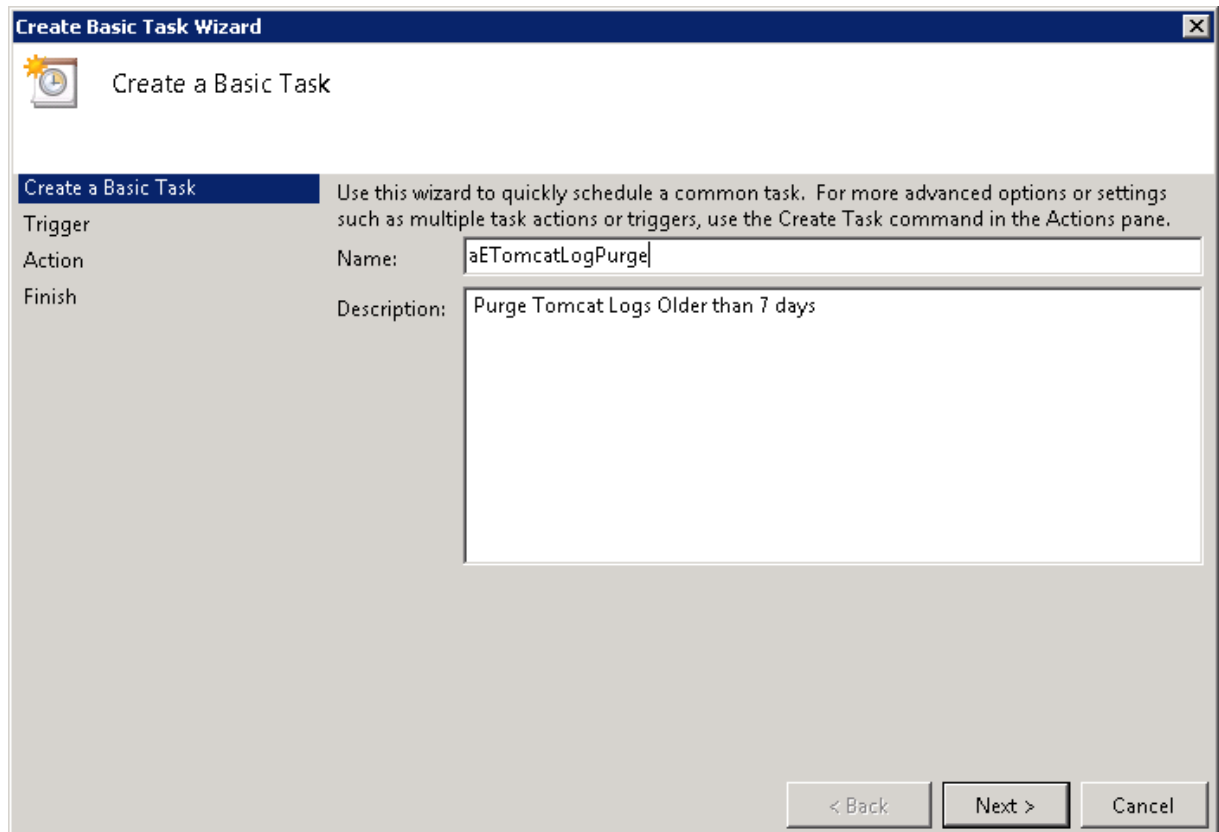 Create Basic Task Wizard
Create a Basic Task
Create a Basic Task
Trigger
Action
Finish
Use this wizard to quickly schedule a common task.  For more advanced options or settings
such as multiple task actions or triggers, use the Create Task command in the Actions pane.
Name: aETomcatLogPurge
Description: Purge Tomcat Logs Older than 7 days
< Back Next > Cancel